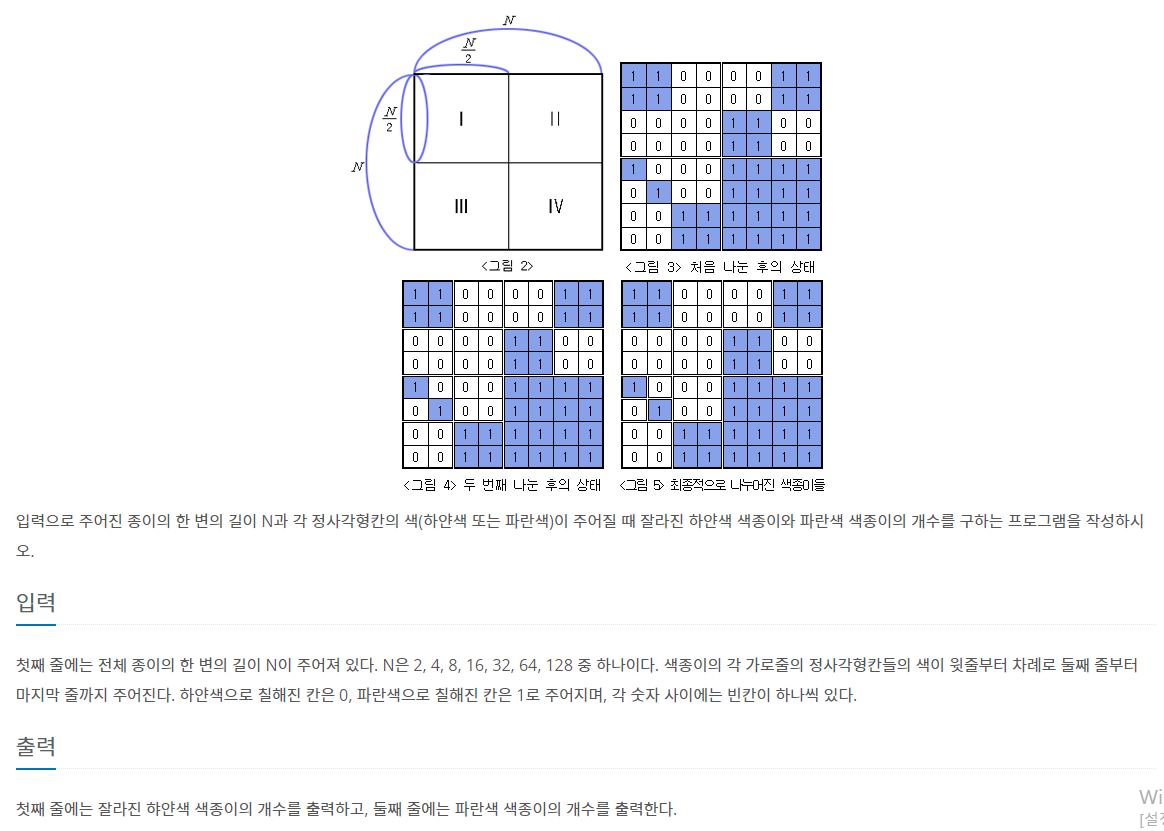 N
N
2
N
2
N
I
II
III
IV
<그림 2>
1 1 0 0 0 0 1 1
1 1 0 0 0 0 1 1
0 0 0 0 1 1 0 0
0 0 0 0 1 1 0 0
1 0 0 0 1 1 1 1
0 1 0 0 1 1 1 1
0 0 1 1 1 1 1 1
0 0 1 1 1 1 1 1
<그림 3> 처음 나눈 후의 상태
1 1 0 0 0 0 1 1
1 1 0 0 0 0 1 1
0 0 0 0 1 1 0 0
0 0 0 0 1 1 0 0
1 0 0 0 1 1 1 1
0 1 0 0 1 1 1 1
0 0 1 1 1 1 1 1
0 0 1 1 1 1 1 1
<그림 4> 두 번째 나눈 후의 상태
1 1 0 0 0 0 1 1
1 1 0 0 0 0 1 1
0 0 0 0 1 1 0 0
0 0 0 0 1 1 0 0
1 0 0 0 1 1 1 1
0 1 0 0 1 1 1 1
0 0 1 1 1 1 1 1
0 0 1 1 1 1 1 1
<그림 5> 최종적으로 나누어진 색종이들
입력으로 주어진 종이의 한 변의 길이 N과 각 정사각형칸의 색(하얀색 또는 파란색)이 주어질 때 잘라진 하얀색 색종이와 파란색 색종이의 개수를 구하는 프로그램을 작성하시
오.
입력
첫째 줄에는 전체 종이의 한 변의 길이 N이 주어져 있다. N은 2, 4, 8, 16, 32, 64, 128 중 하나이다. 색종이의 각 가로줄의 정사각형칸들의 색이 윗줄부터 차례로 둘째 줄부터
마지막 줄까지 주어진다. 하얀색으로 칠해진 칸은 0, 파란색으로 칠해진 칸은 1로 주어지며, 각 숫자 사이에는 빈칸이 하나씩 있다.
출력
첫째 줄에는 잘라진 햐얀색 색종이의 개수를 출력하고, 둘째 줄에는 파란색 색종이의 개수를 출력한다.
Wi